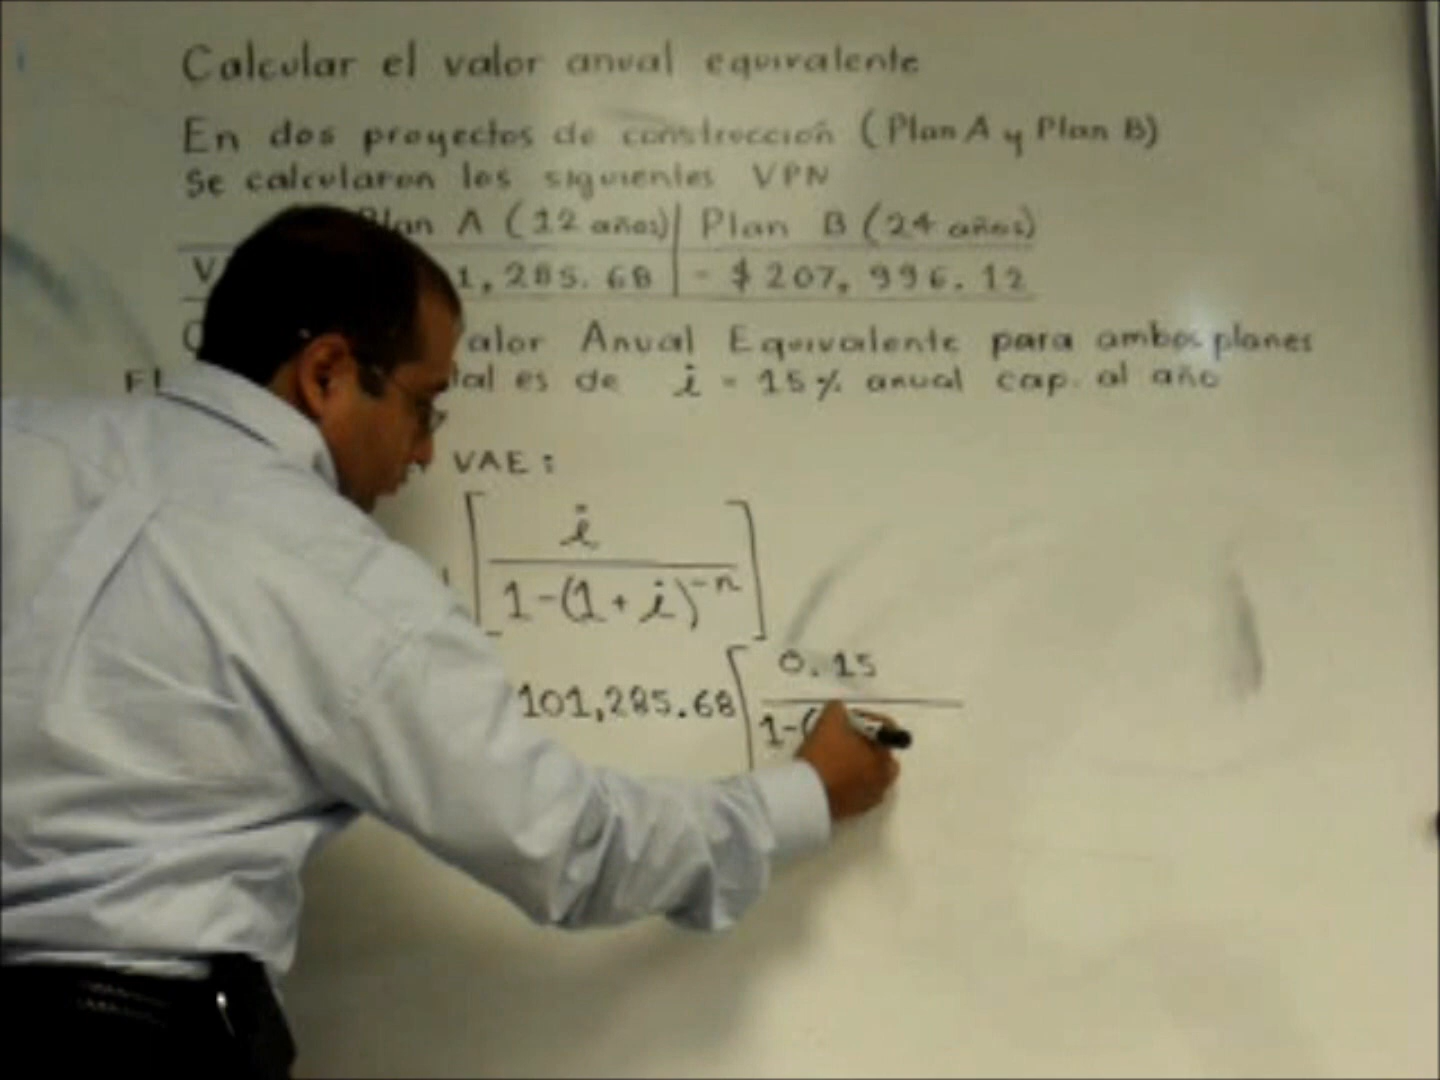 Calcular el valor anual equivalente
En dos proyectos de construcción (Plan A y Plan B)
Se calcularon los siguientes VPN
Plan A (12 años) | Plan B (24 años)
1,285.68 | - $207,996.12
Anual Equivalente para ambos planes
es de i = 15% anual cap. al año
VAE:
[ i
1-(1+i)^-n ]
101,285.68 [ 0.15
1-(